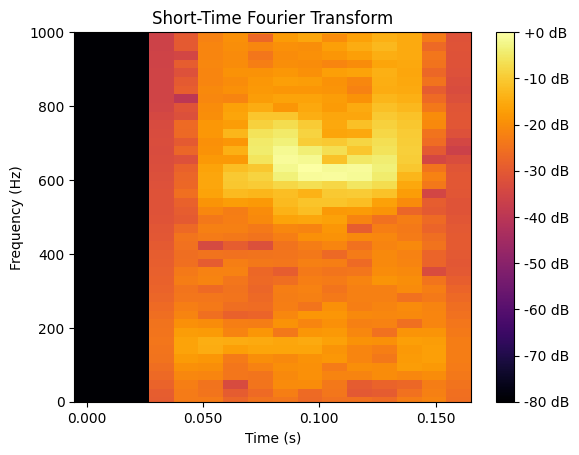 Short-Time Fourier Transform
1000
800
600
400
200
0
Frequency (Hz)
0.000
0.050
0.100
0.150
Time (s)
+0 dB
-10 dB
-20 dB
-30 dB
-40 dB
-50 dB
-60 dB
-70 dB
-80 dB